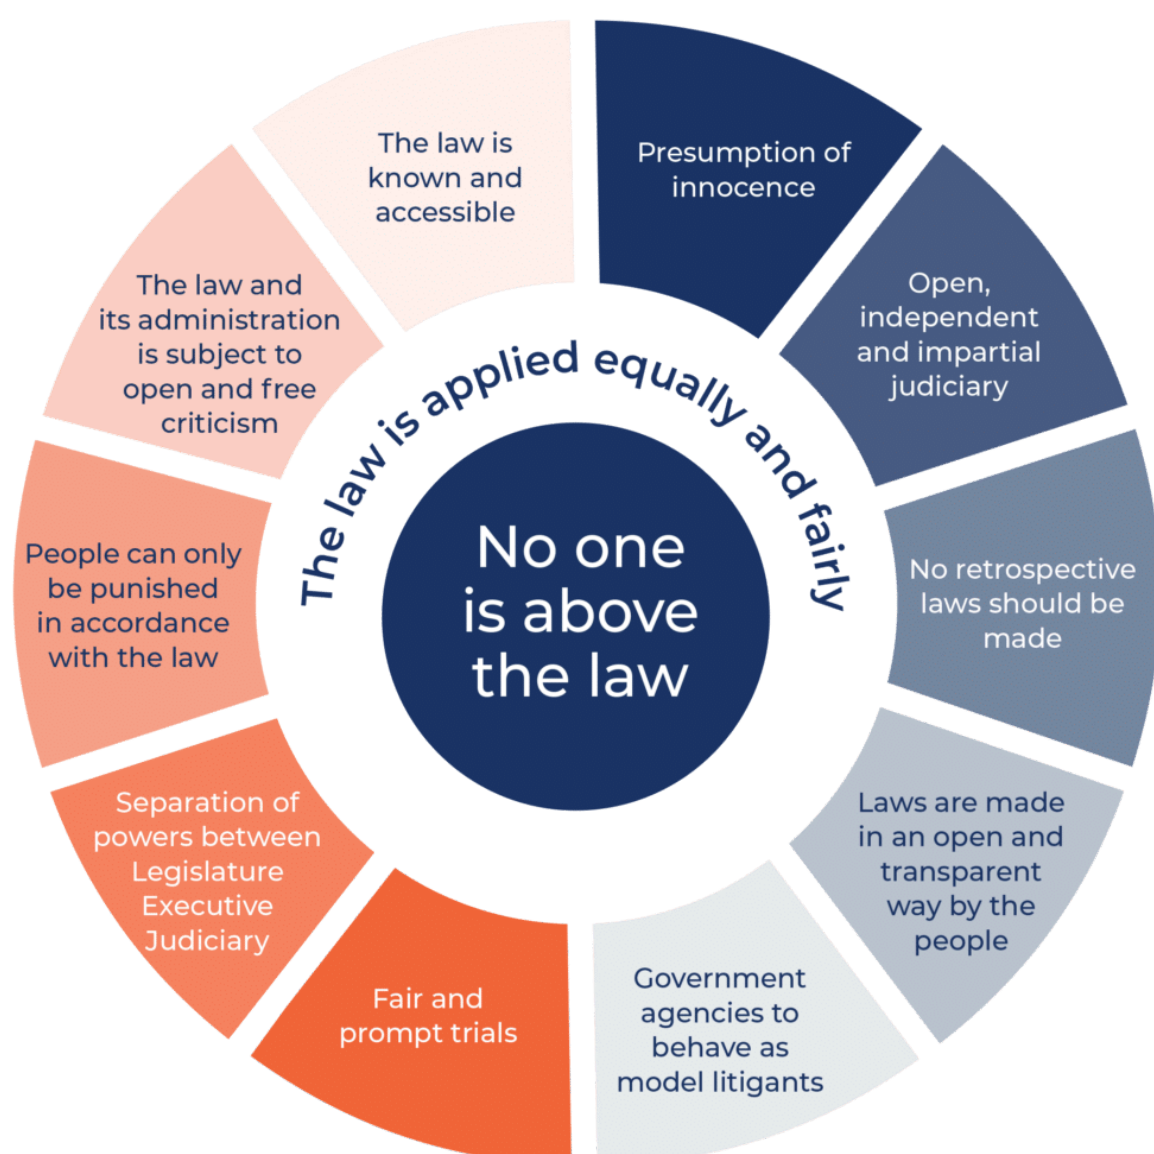 The law is
known and
accessible
Presumption of
innocence
Open,
independent
and impartial
judiciary
No retrospective
laws should be
made
Laws are made
in an open and
transparent
way by the
people
Government
agencies to
behave as
model litigants
Fair and
prompt trials
Separation of
powers between
Legislature
Executive
Judiciary
People can only
be punished
in accordance
with the law
The law and
its administration
is subject to
open and free
criticism
The law is applied equally and fairly
No one
is above
the law